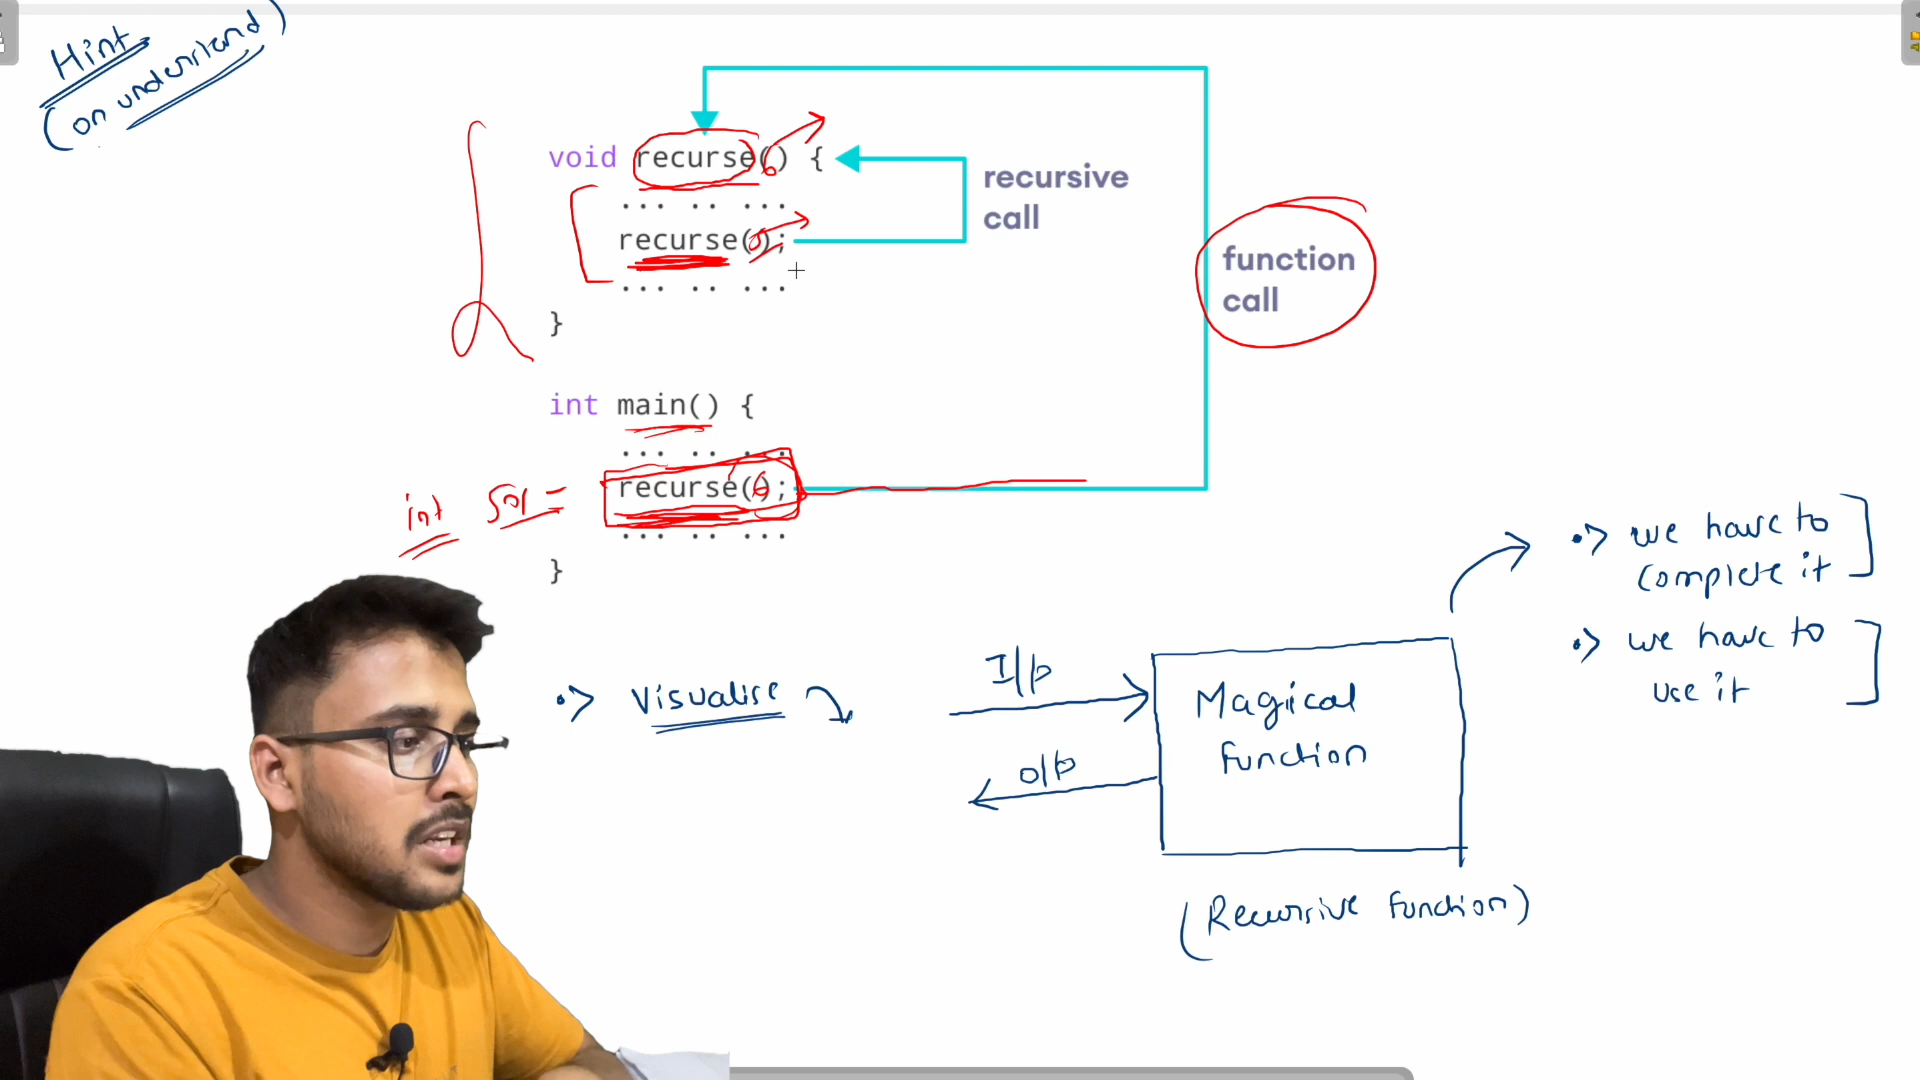 Hint
(on understand)
void recurse() {
... .. ...
recurse();
... .. ...
}
recursive
call
function
call
int main() {
... .. ...
int sol = recurse(6);
... .. ...
}
•> we have to
complete it
•> we have to
use it
•> Visualise
I/p
O/p
Magical
function
(Recursive function)